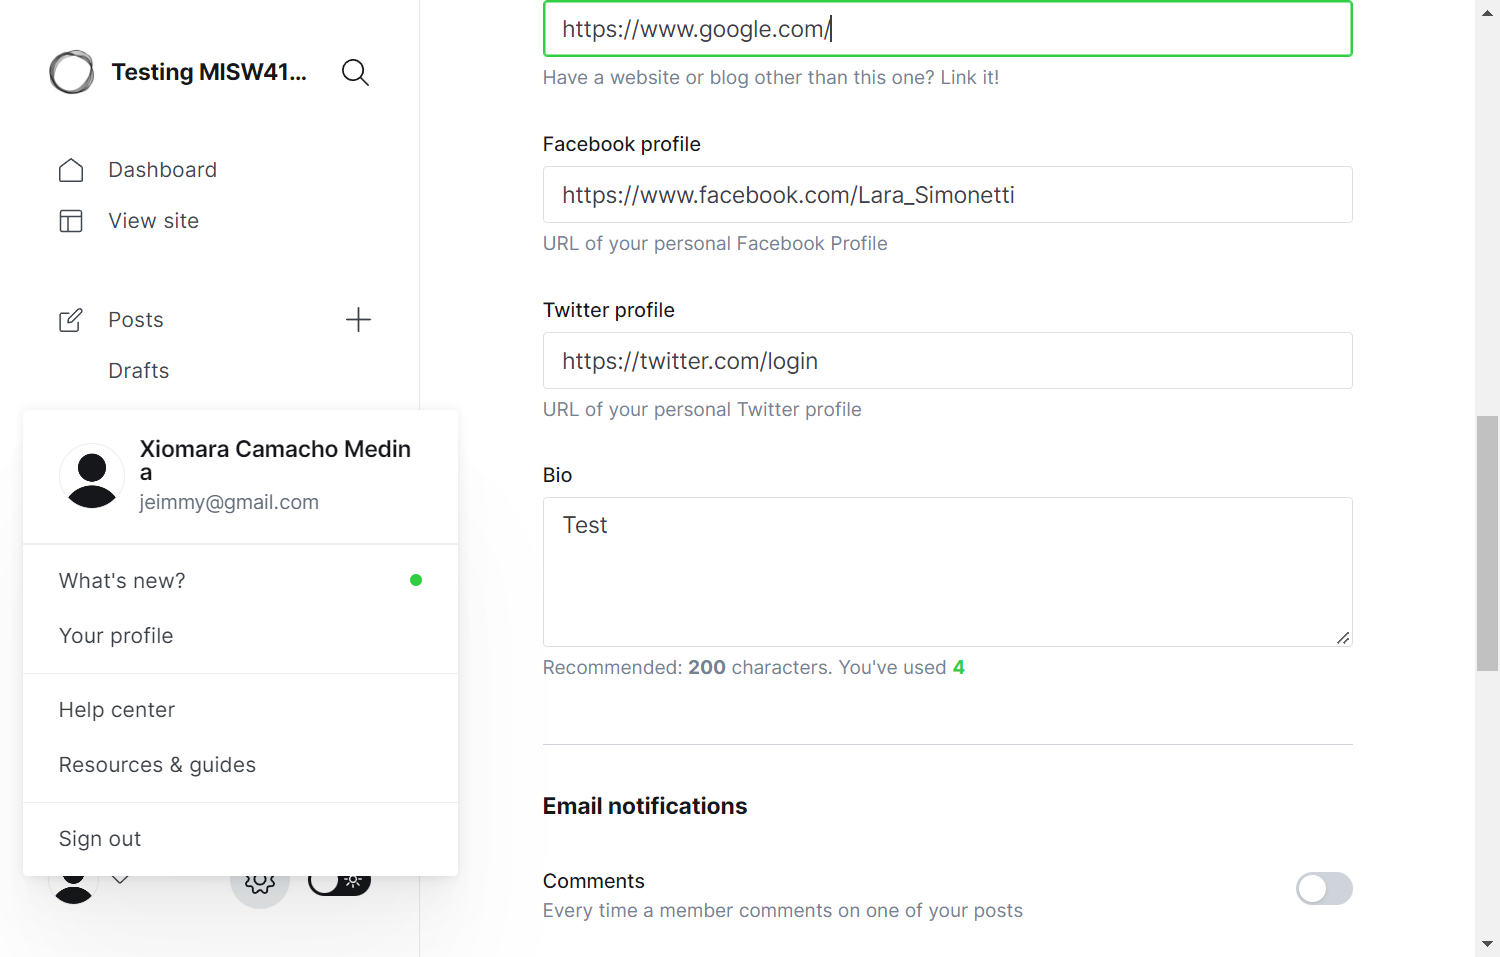 Testing MISW41...
Dashboard
View site
Posts
Drafts
Xiomara Camacho Medin
a
jeimmy@gmail.com
What's new?
Your profile
Help center
Resources & guides
Sign out
https://www.google.com/
Have a website or blog other than this one? Link it!
Facebook profile
https://www.facebook.com/Lara_Simonetti
URL of your personal Facebook Profile
Twitter profile
https://twitter.com/login
URL of your personal Twitter profile
Bio
Test
Recommended: 200 characters. You've used 4
Email notifications
Comments
Every time a member comments on one of your posts